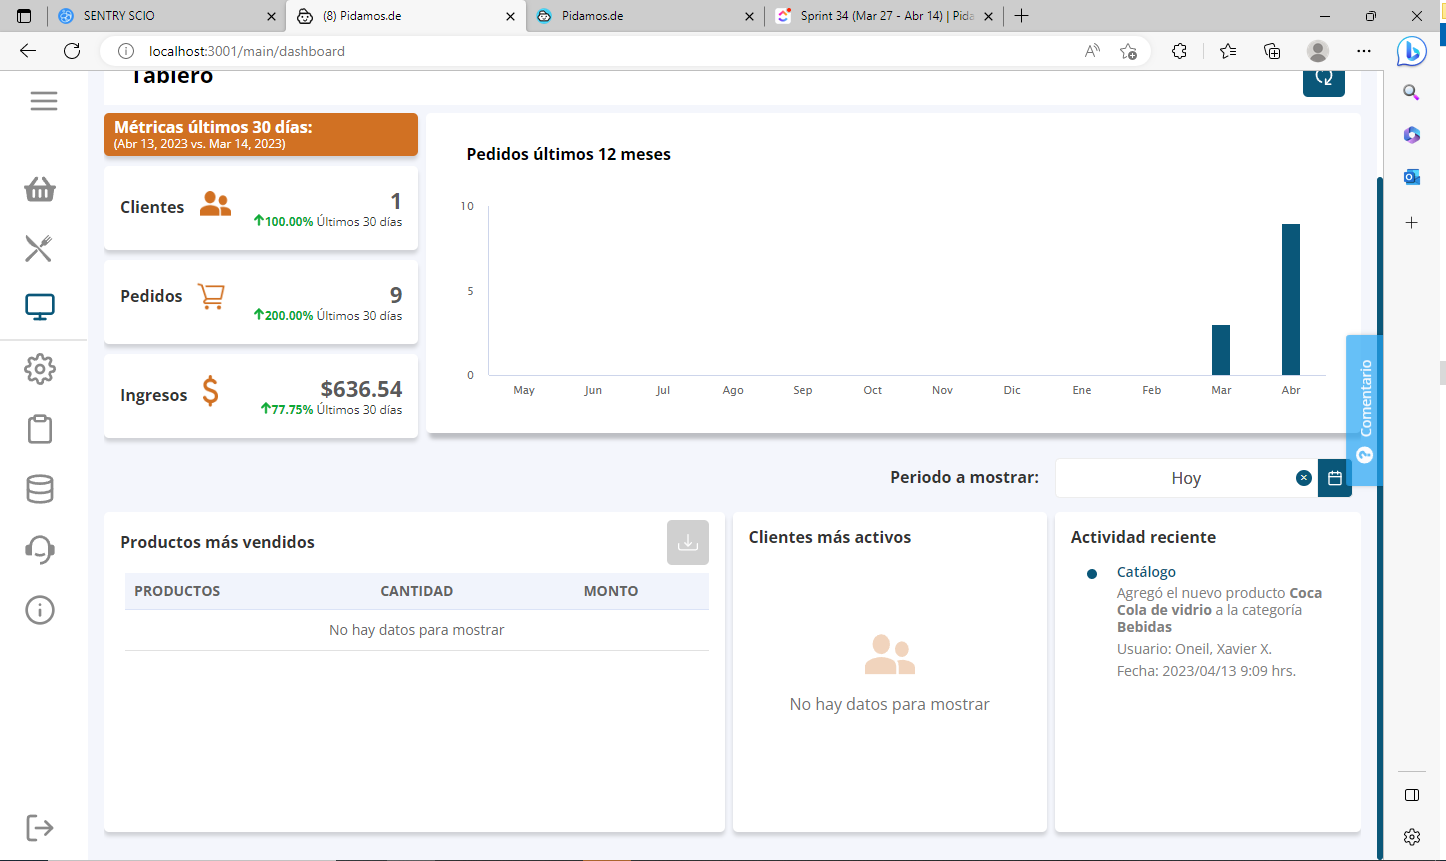 SENTRY SCIO
(8) Pidamos.de
Pidamos.de
Sprint 34 (Mar 27 - Abr 14) | Pida
localhost:3001/main/dashboard
Tablero
Métricas últimos 30 días:
(Abr 13, 2023 vs. Mar 14, 2023)
Clientes
1
100.00% Últimos 30 días
Pedidos
9
200.00% Últimos 30 días
Ingresos
$636.54
77.75% Últimos 30 días
Pedidos últimos 12 meses
10
5
0
May Jun Jul Ago Sep Oct Nov Dic Ene Feb Mar Abr
Comentario
Periodo a mostrar:
Hoy
Productos más vendidos
PRODUCTOS CANTIDAD MONTO
No hay datos para mostrar
Clientes más activos
No hay datos para mostrar
Actividad reciente
Catálogo
Agregó el nuevo producto Coca
Cola de vidrio a la categoría
Bebidas
Usuario: Oneil, Xavier X.
Fecha: 2023/04/13 9:09 hrs.